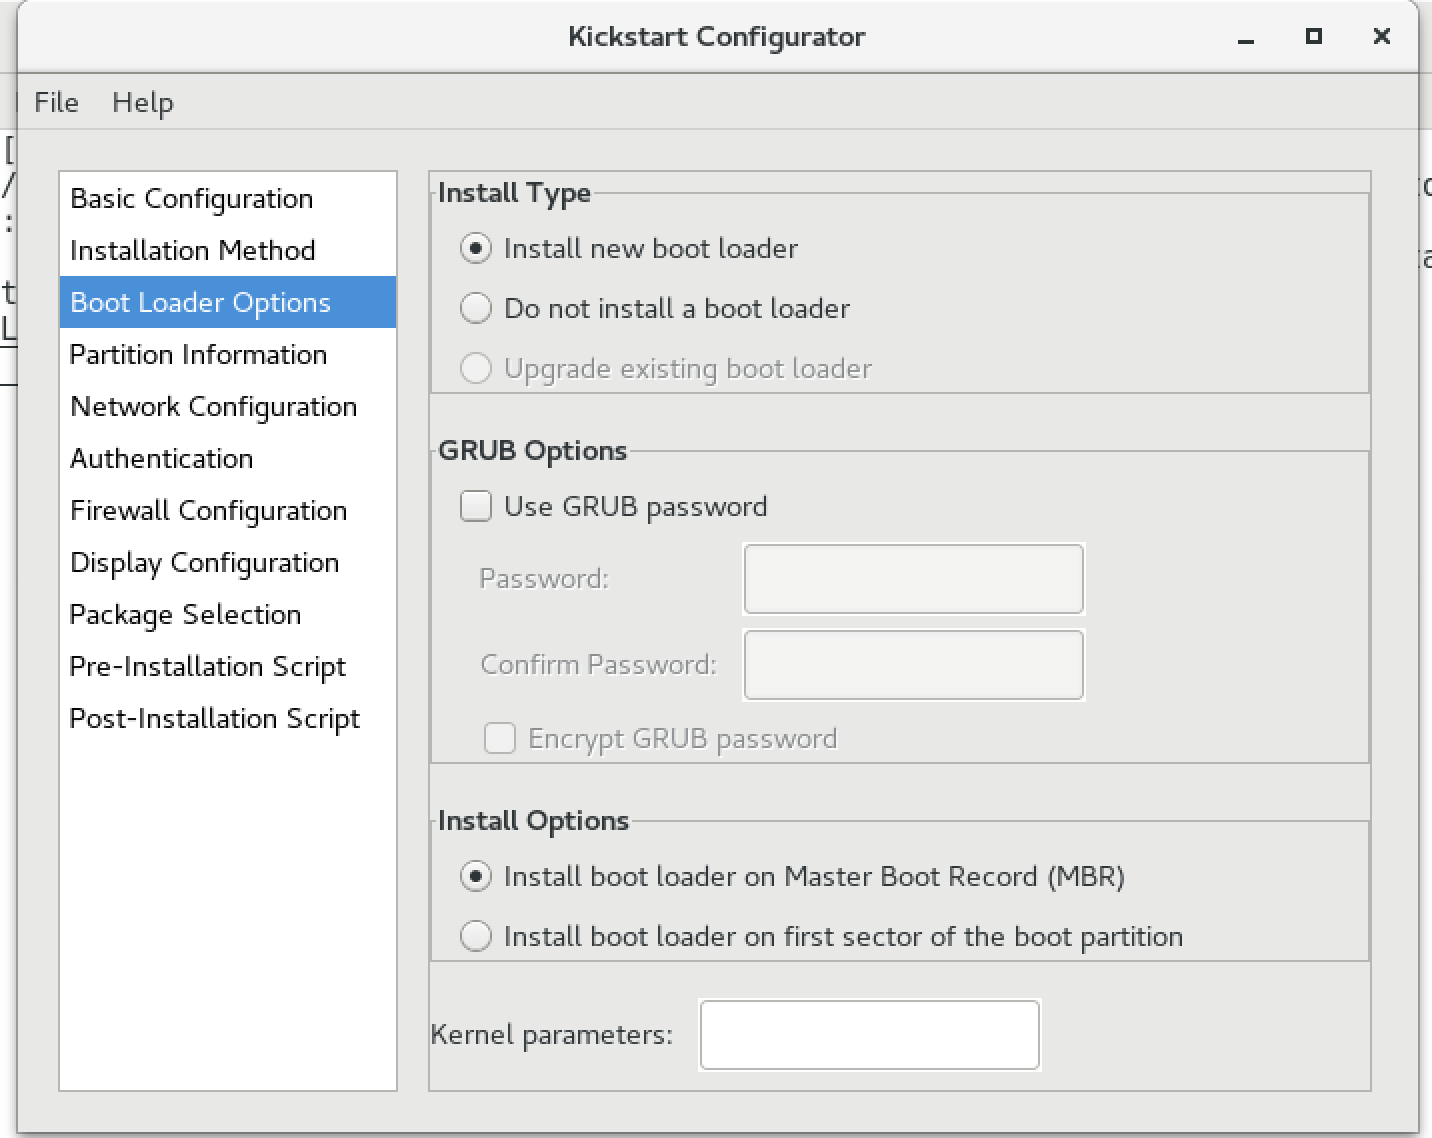 Kickstart Configurator
File Help
Basic Configuration
Installation Method
Boot Loader Options
Partition Information
Network Configuration
Authentication
Firewall Configuration
Display Configuration
Package Selection
Pre-Installation Script
Post-Installation Script
Install Type
Install new boot loader
Do not install a boot loader
Upgrade existing boot loader
GRUB Options
Use GRUB password
Password:
Confirm Password:
Encrypt GRUB password
Install Options
Install boot loader on Master Boot Record (MBR)
Install boot loader on first sector of the boot partition
Kernel parameters: